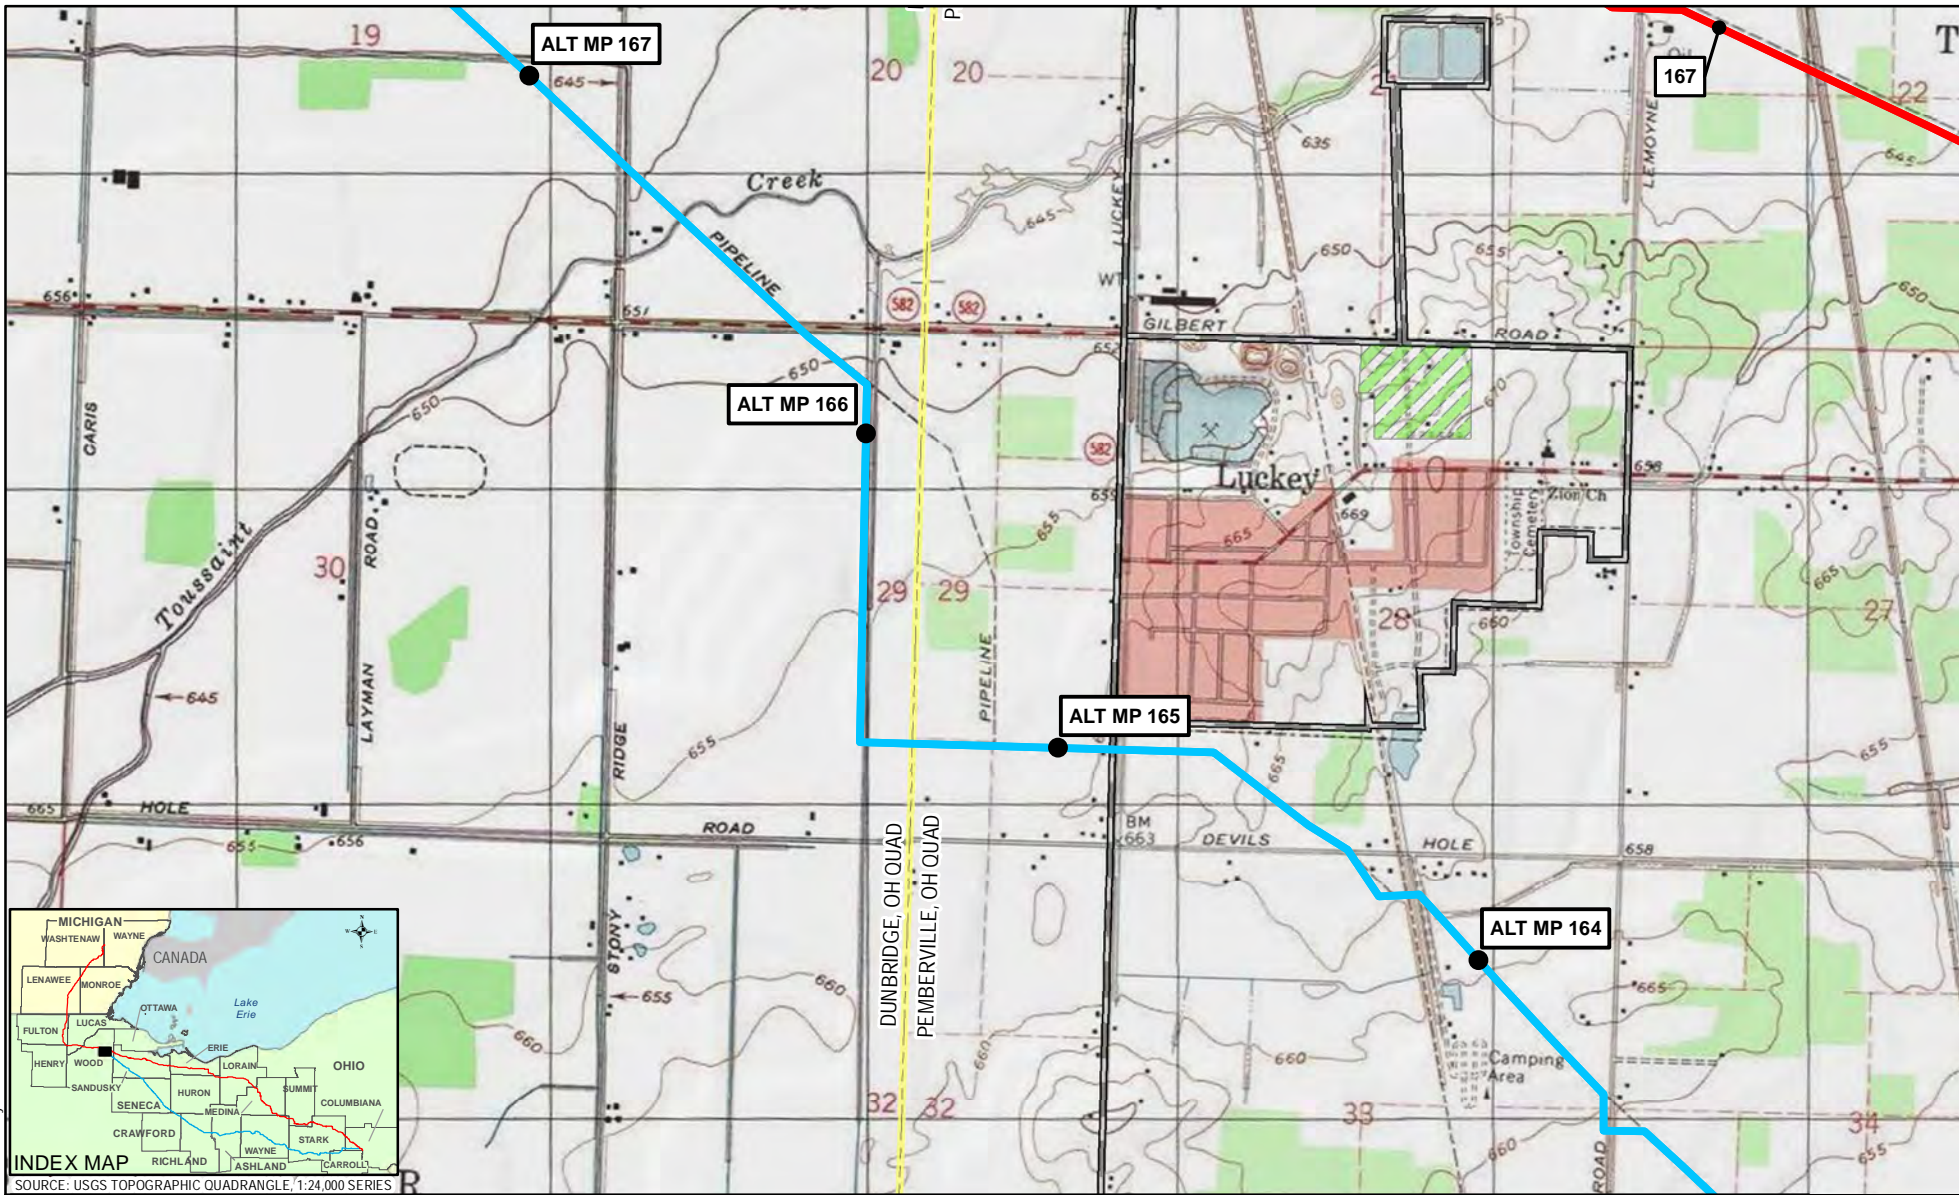 19
ALT MP 167
645
20
20
635
167
Oil
22
LEMOYNE
645
Creek
PIPELINE
645
LUCKEY
WT
650
655
650
656
651
582
582
GILBERT
ROAD
652
650
ALT MP 166
650
670
CARIS
582
658
Luckey
Zion Ch
Township
Cemetery
659
655
669
665
Toussaint
30
ROAD
29
29
28
660
665
27
PIPELINE
645
LAYMAN
RIDGE
655
ALT MP 165
665
655
665
HOLE
ROAD
BM
663
DEVILS
HOLE
658
655
656
DUNBRIDGE, OH QUAD
PEMBERVILLE, OH QUAD
STONY
655
660
660
660
ALT MP 164
665
660
Camping
Area
32
32
33
34
660
655
ROAD
R
MICHIGAN
WASHTENAW
WAYNE
CANADA
LENAWEE
MONROE
OTTAWA
Lake
Erie
LUCAS
FULTON
ERIE
HENRY
WOOD
LORAIN
OHIO
SANDUSKY
HURON
SUMMIT
SENECA
MEDINA
COLUMBIANA
CRAWFORD
STARK
WAYNE
RICHLAND
ASHLAND
CARROLL
N
W
E
S
INDEX MAP
SOURCE: USGS TOPOGRAPHIC QUADRANGLE, 1:24,000 SERIES